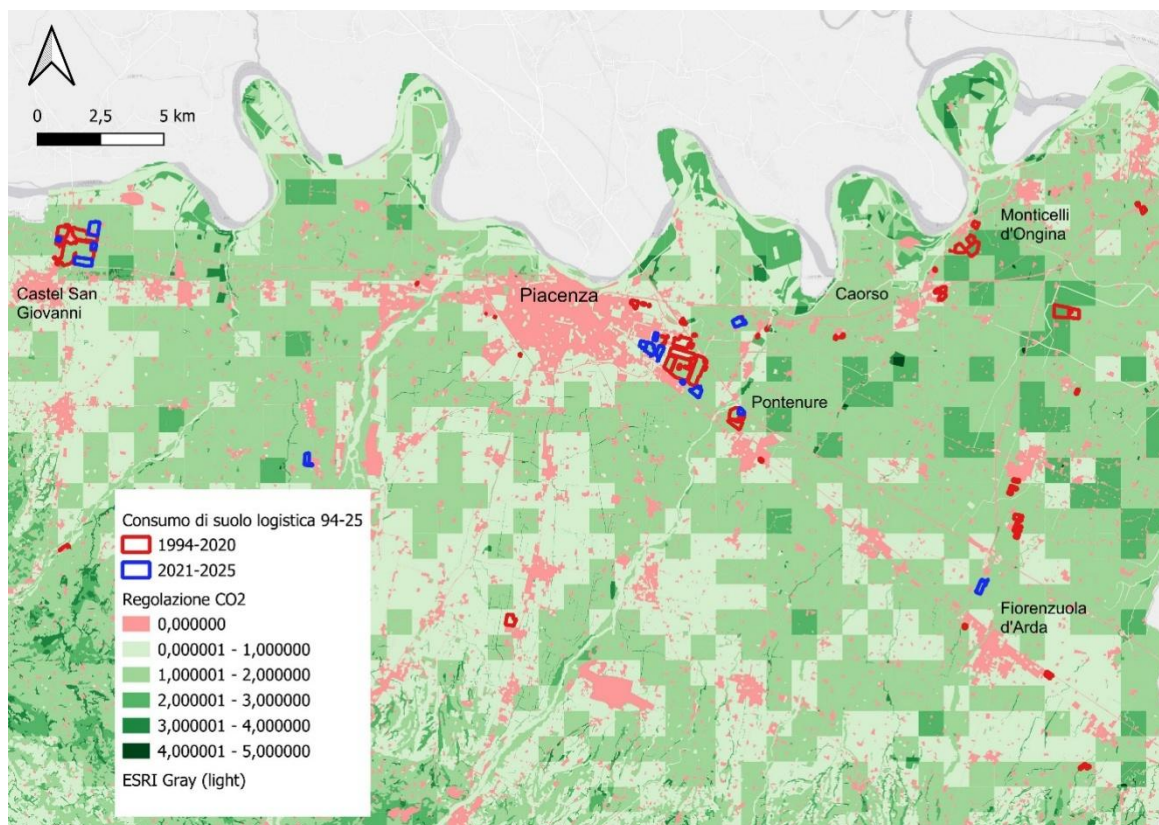 0 2,5 5 km
Monticelli
d'Ongina
Castel San
Giovanni
Piacenza
Caorso
Pontenure
Fiorenzuola
d'Arda
Consumo di suolo logistica 94-25
1994-2020
2021-2025
Regolazione CO2
0,000000
0,000001 - 1,000000
1,000001 - 2,000000
2,000001 - 3,000000
3,000001 - 4,000000
4,000001 - 5,000000
ESRI Gray (light)